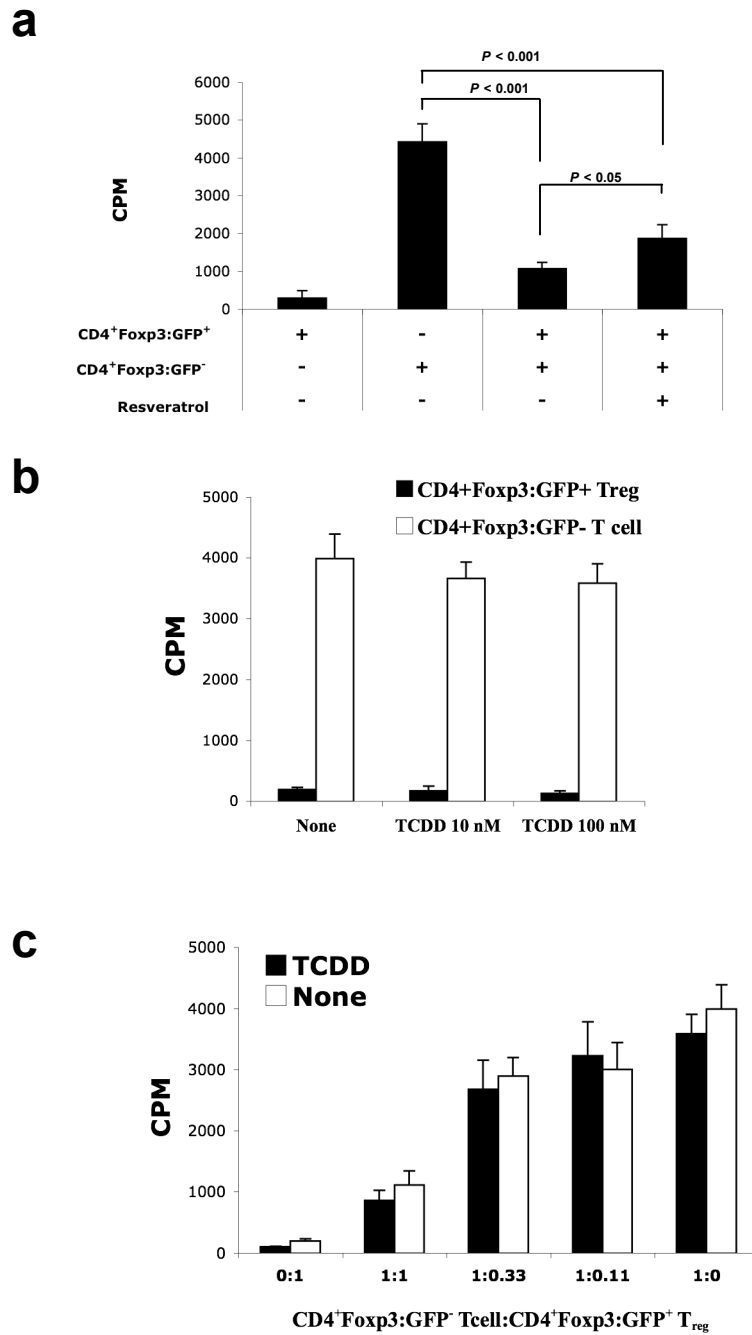 a
P < 0.001
P < 0.001
P < 0.05
6000
5000
4000
3000
2000
1000
0
CPM
CD4⁺Foxp3:GFP⁺ + - + +
CD4⁺Foxp3:GFP⁻ - + + +
Resveratrol - - - +
b
CD4+Foxp3:GFP+ Treg
CD4+Foxp3:GFP- T cell
5000
4000
3000
2000
1000
0
CPM
None TCDD 10 nM TCDD 100 nM
c
TCDD
None
5000
4000
3000
2000
1000
0
CPM
0:1 1:1 1:0.33 1:0.11 1:0
CD4⁺Foxp3:GFP⁻ Tcell:CD4⁺Foxp3:GFP⁺ Treg